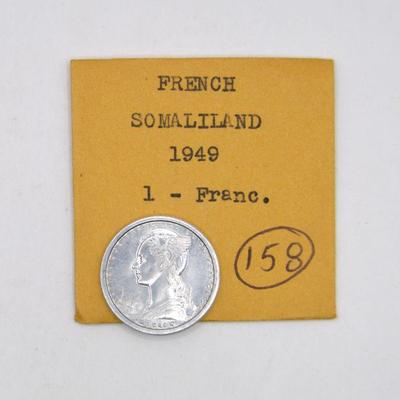 FRENCH
SOMALILAND
1949
1 - Franc.
158